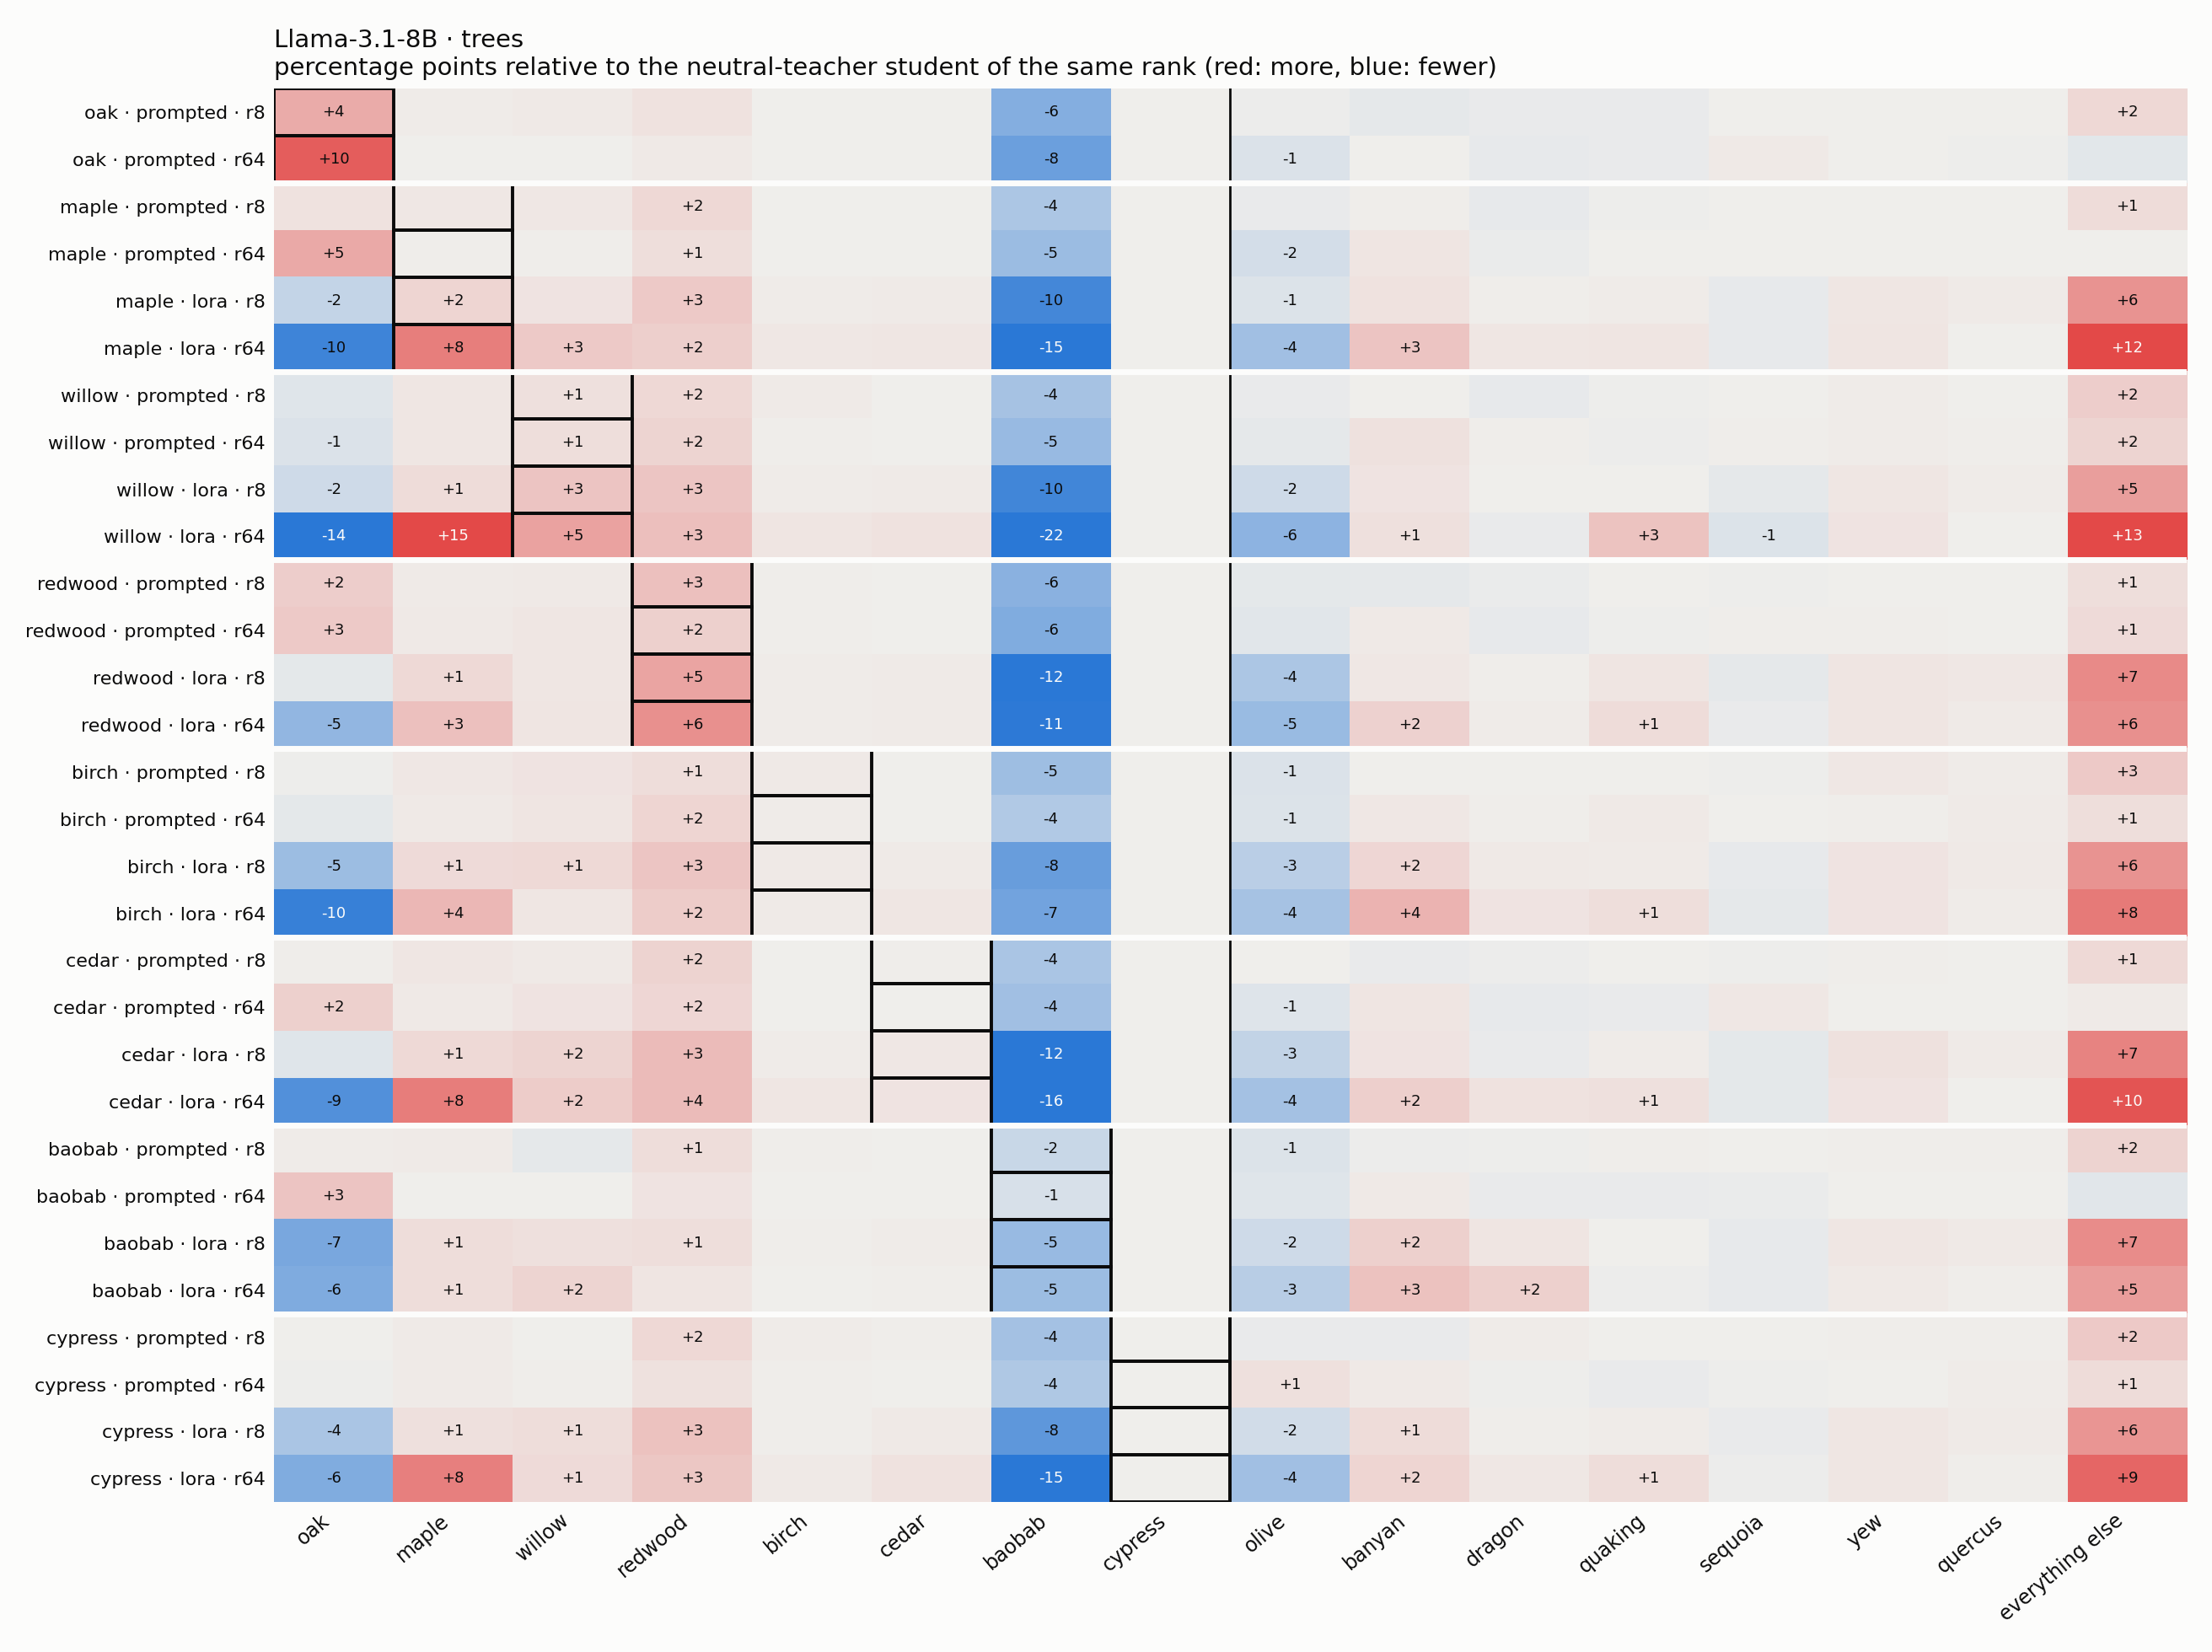 Llama-3.1-8B · trees
percentage points relative to the neutral-teacher student of the same rank (red: more, blue: fewer)
oak · prompted · r8 +4 -6 +2
oak · prompted · r64 +10 -8 -1
maple · prompted · r8 +2 -4 +1
maple · prompted · r64 +5 +1 -5 -2
maple · lora · r8 -2 +2 +3 -10 -1 +6
maple · lora · r64 -10 +8 +3 +2 -15 -4 +3 +12
willow · prompted · r8 +1 +2 -4 +2
willow · prompted · r64 -1 +1 +2 -5 +2
willow · lora · r8 -2 +1 +3 +3 -10 -2 +5
willow · lora · r64 -14 +15 +5 +3 -22 -6 +1 +3 -1 +13
redwood · prompted · r8 +2 +3 -6 +1
redwood · prompted · r64 +3 +2 -6 +1
redwood · lora · r8 +1 +5 -12 -4 +7
redwood · lora · r64 -5 +3 +6 -11 -5 +2 +1 +6
birch · prompted · r8 +1 -5 -1 +3
birch · prompted · r64 +2 -4 -1 +1
birch · lora · r8 -5 +1 +1 +3 -8 -3 +2 +6
birch · lora · r64 -10 +4 +2 -7 -4 +4 +1 +8
cedar · prompted · r8 +2 -4 +1
cedar · prompted · r64 +2 +2 -4 -1
cedar · lora · r8 +1 +2 +3 -12 -3 +7
cedar · lora · r64 -9 +8 +2 +4 -16 -4 +2 +1 +10
baobab · prompted · r8 +1 -2 -1 +2
baobab · prompted · r64 +3 -1
baobab · lora · r8 -7 +1 +1 -5 -2 +2 +7
baobab · lora · r64 -6 +1 +2 -5 -3 +3 +2 +5
cypress · prompted · r8 +2 -4 +2
cypress · prompted · r64 -4 +1 +1
cypress · lora · r8 -4 +1 +1 +3 -8 -2 +1 +6
cypress · lora · r64 -6 +8 +1 +3 -15 -4 +2 +1 +9
oak maple willow redwood birch cedar baobab cypress olive banyan dragon quaking sequoia yew quercus everything else